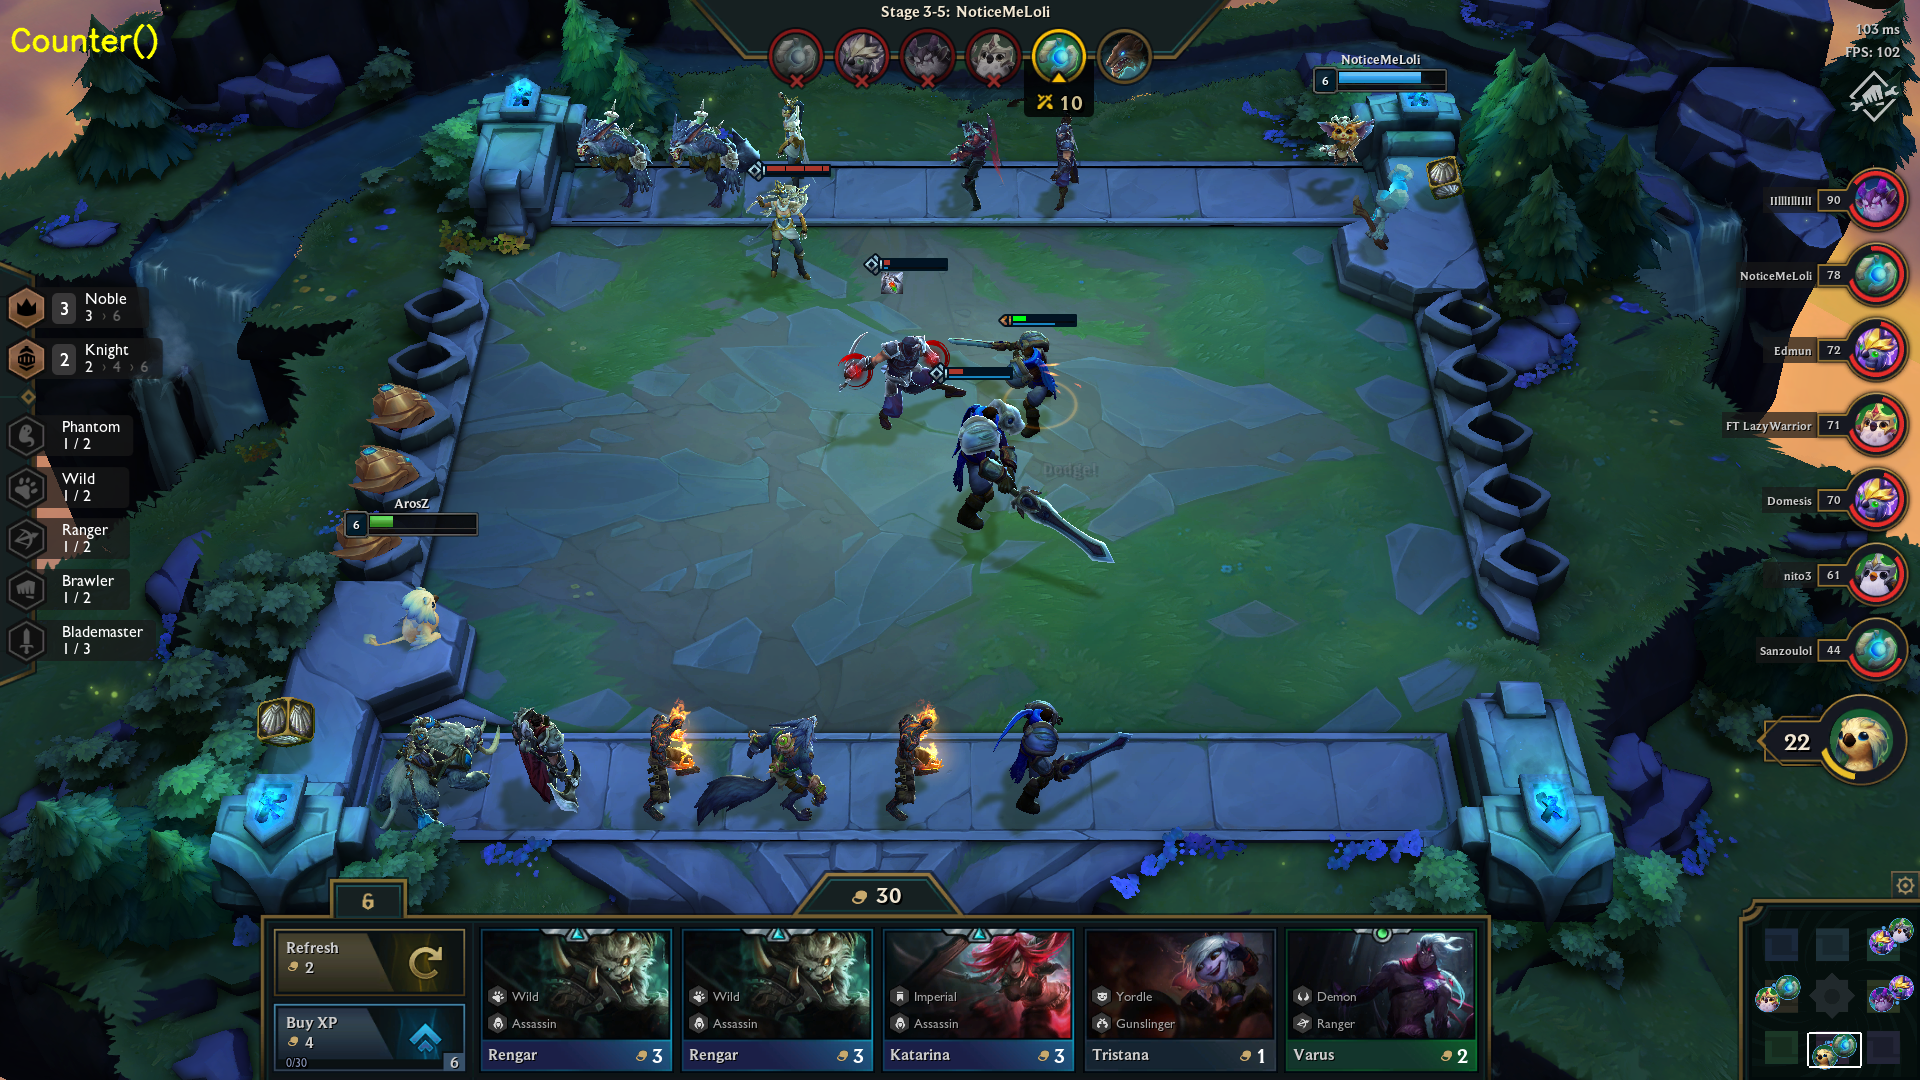 Stage 3-5: NoticeMeLoli
Counter()
103 ms
FPS: 102
NoticeMeLoli
6
10
90
NoticeMeLoli
78
Edmun
72
FT LazyWarrior
71
Domesis
70
nito3
61
Sanzoulol
44
22
3
Noble
3 › 6
2
Knight
2 › 4 › 6
Phantom
1 / 2
Wild
1 / 2
Ranger
1 / 2
Brawler
1 / 2
Blademaster
1 / 3
ArosZ
6
Dodge!
6
30
Refresh
2
Buy XP
4
0/30
6
Wild
Assassin
Rengar
3
Wild
Assassin
Rengar
3
Imperial
Assassin
Katarina
3
Yordle
Gunslinger
Tristana
1
Demon
Ranger
Varus
2